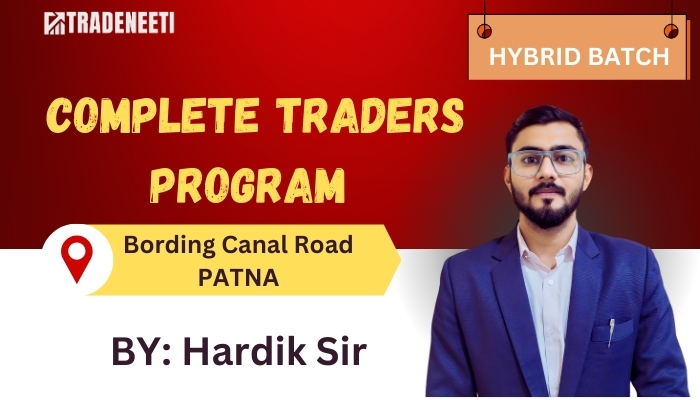 TRADENEETI
HYBRID BATCH
COMPLETE TRADERS
PROGRAM
Bording Canal Road
PATNA
BY: Hardik Sir